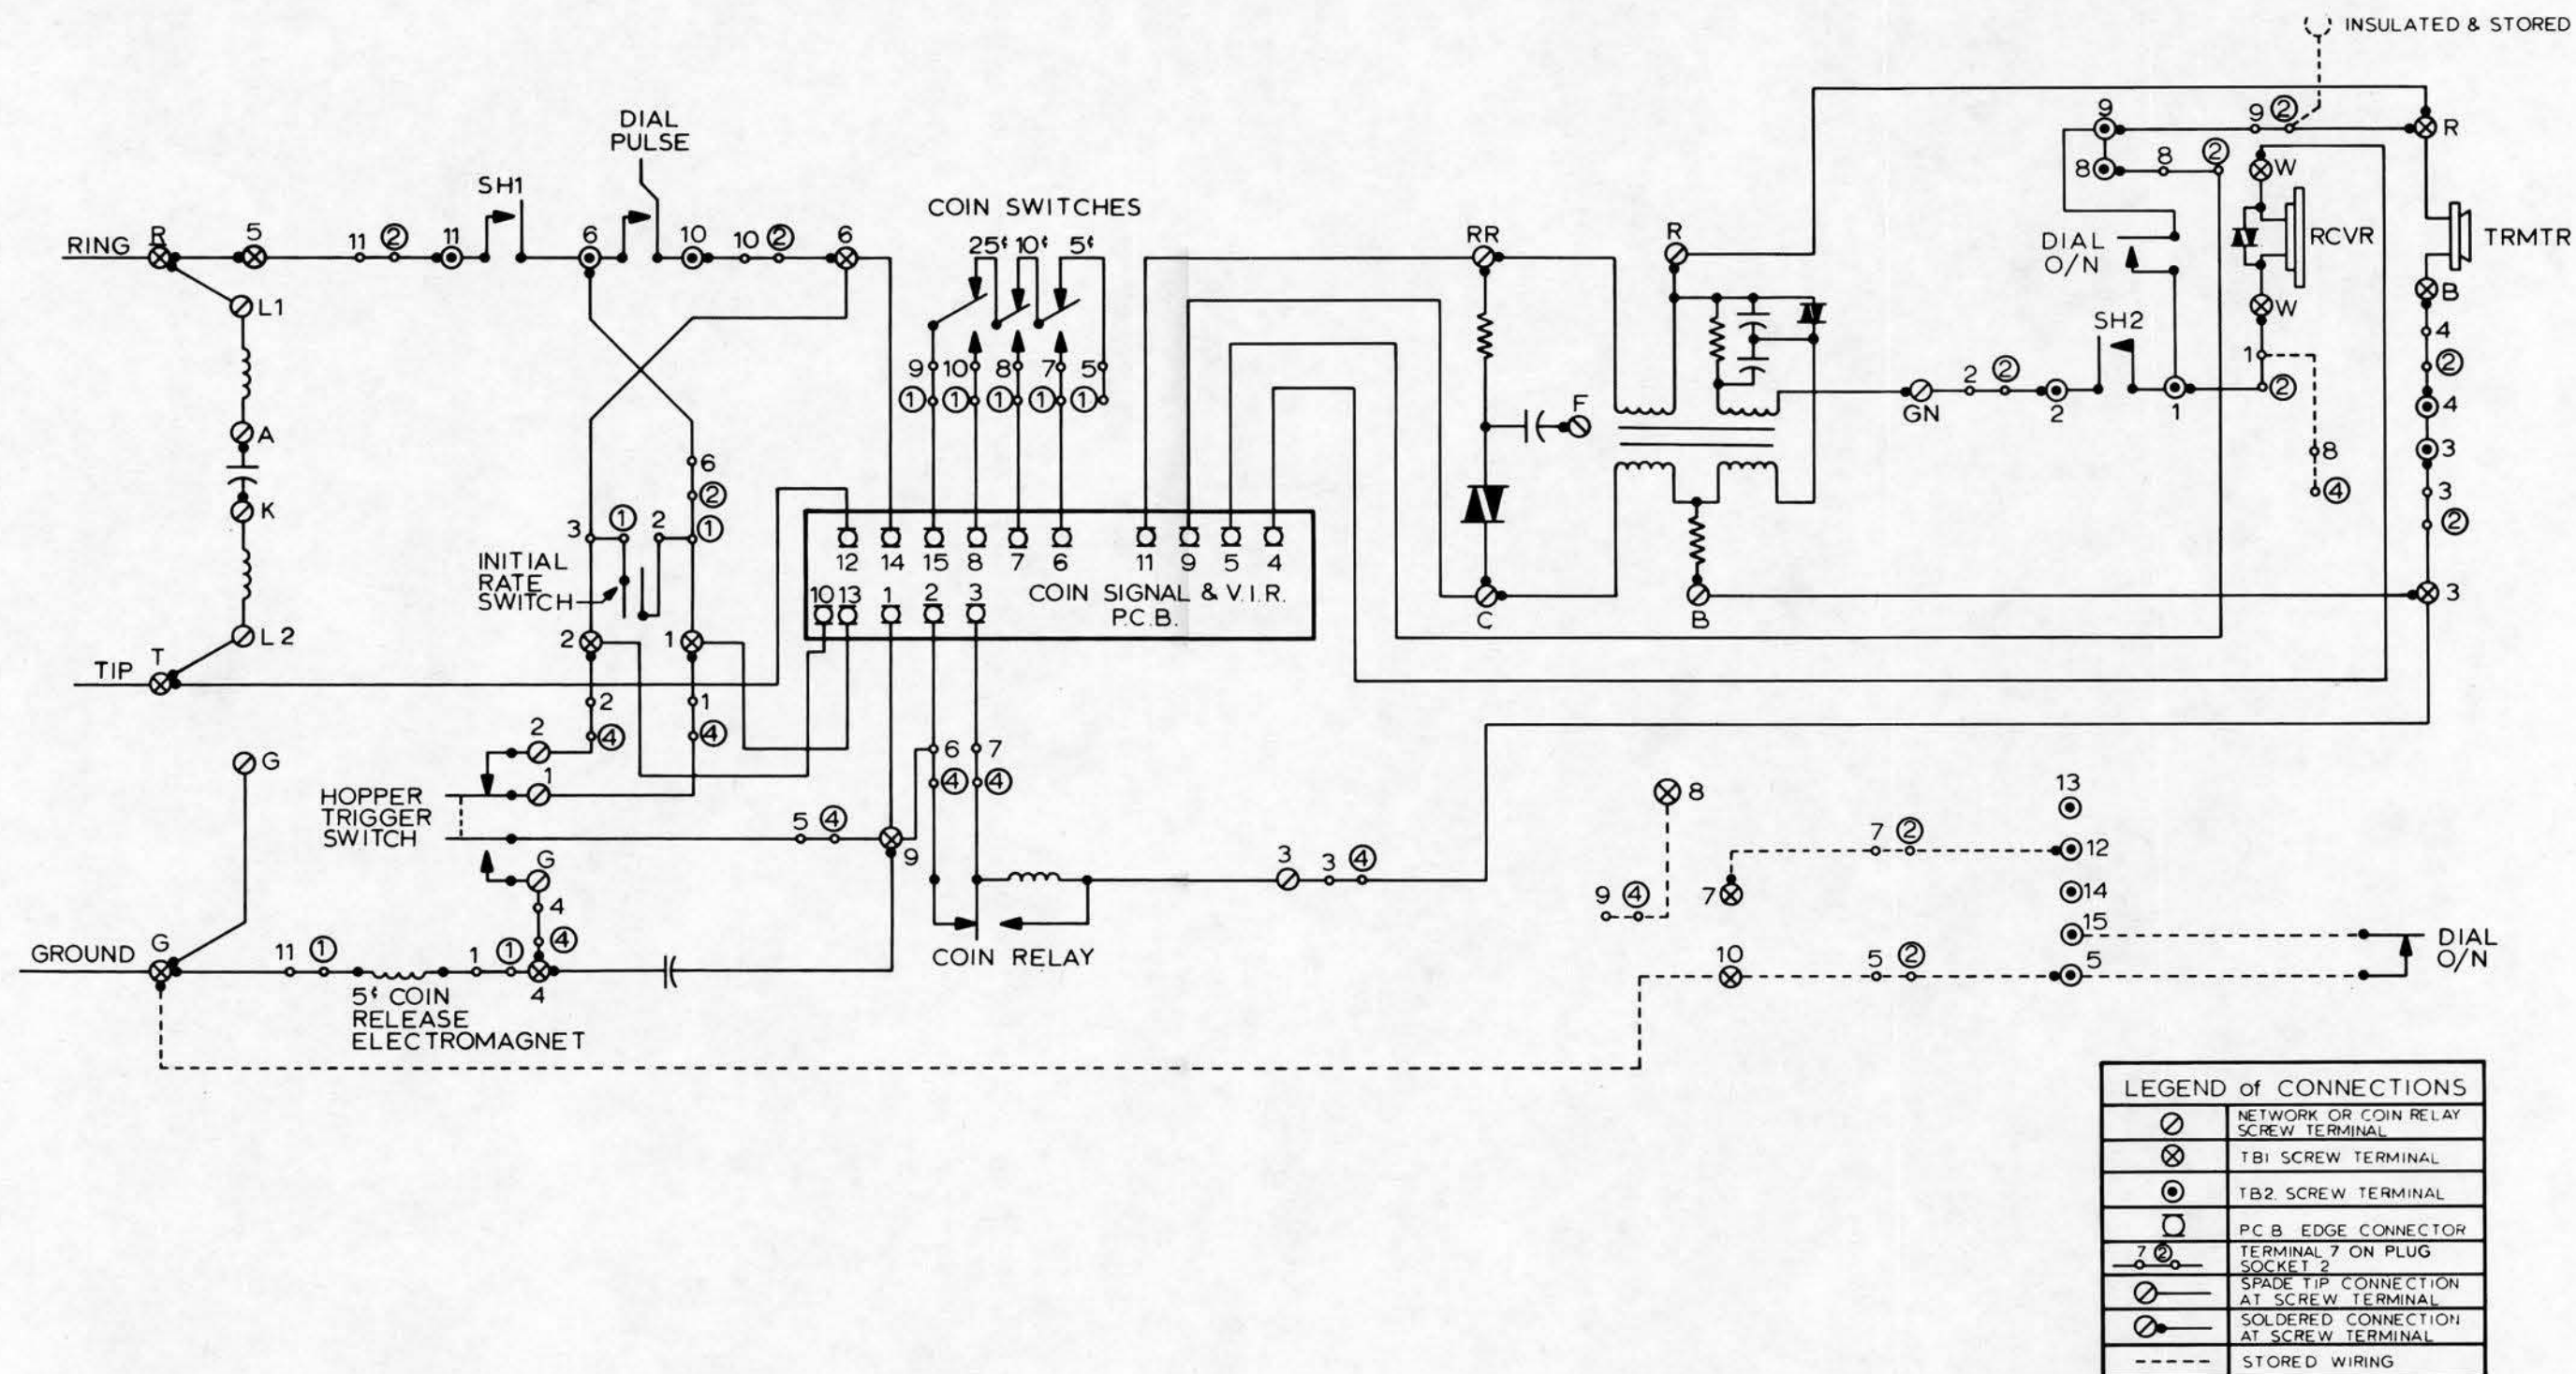 INSULATED & STORED
9
9 ②
R
8
8 ②
W
DIAL
PULSE
SH1
COIN SWITCHES
25¢ 10¢ 5¢
RING R
5
11 ②
11
6
10
10 ②
6
RR
R
DIAL
O/N
RCVR
TRMTR
L1
W
B
SH2
4
②
1
②
9 10 8 7 5
① ① ① ① ①
2 ②
GN
2
1
4
F
A
3
8
④
3
②
6
②
①
K
3 ① 2
INITIAL
RATE
SWITCH
12 14 15 8 7 6 11 9 5 4
10 13 1 2 3
COIN SIGNAL & V.I.R.
P.C.B.
C
B
3
L2
2
1
TIP T
2
④
1
④
2
1
G
6
④
7
④
HOPPER
TRIGGER
SWITCH
5 ④
9
G
4
④
3
3 ④
COIN RELAY
8
9 ④
7
7 ②
13
12
14
15
5
10
5 ②
DIAL
O/N
GROUND G
11 ①
1 ①
4
5¢ COIN
RELEASE
ELECTROMAGNET
LEGEND of CONNECTIONS
NETWORK OR COIN RELAY
SCREW TERMINAL
TB1 SCREW TERMINAL
TB2. SCREW TERMINAL
P C B EDGE CONNECTOR
7 ②
TERMINAL 7 ON PLUG
SOCKET 2
SPADE TIP CONNECTION
AT SCREW TERMINAL
SOLDERED CONNECTION
AT SCREW TERMINAL
STORED WIRING